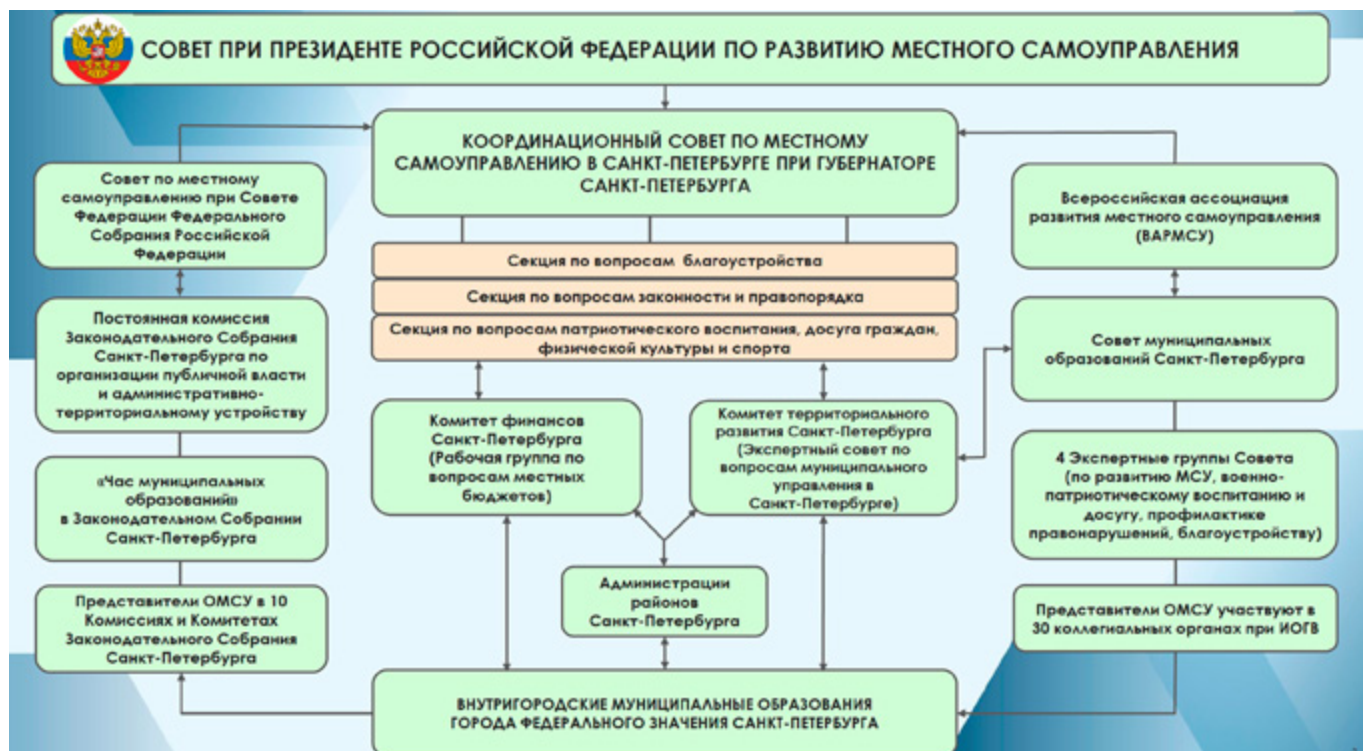 СОВЕТ ПРИ ПРЕЗИДЕНТЕ РОССИЙСКОЙ ФЕДЕРАЦИИ ПО РАЗВИТИЮ МЕСТНОГО САМОУПРАВЛЕНИЯ
КООРДИНАЦИОННЫЙ СОВЕТ ПО МЕСТНОМУ
САМОУПРАВЛЕНИЮ В САНКТ-ПЕТЕРБУРГЕ ПРИ ГУБЕРНАТОРЕ
САНКТ-ПЕТЕРБУРГА
Совет по местному
самоуправлению при Совете
Федерации Федерального
Собрания Российской
Федерации
Всероссийская ассоциация
развития местного самоуправления
(ВАРМСУ)
Секция по вопросам благоустройства
Секция по вопросам законности и правопорядка
Секция по вопросам патриотического воспитания, досуга граждан,
физической культуры и спорта
Постоянная комиссия
Законодательного Собрания
Санкт-Петербурга по
организации публичной власти
и административно-
территориальному устройству
Совет муниципальных
образований Санкт-Петербурга
Комитет финансов
Санкт-Петербурга
(Рабочая группа по
вопросам местных
бюджетов)
Комитет территориального
развития Санкт-Петербурга
(Экспертный совет по
вопросам муниципального
управления в
Санкт-Петербурге)
«Час муниципальных
образований»
в Законодательном Собрании
Санкт-Петербурга
4 Экспертные группы Совета
(по развитию МСУ, военно-
патриотическому воспитанию и
досугу, профилактике
правонарушений, благоустройству)
Администрации
районов
Санкт-Петербурга
Представители ОМСУ в 10
Комиссиях и Комитетах
Законодательного Собрания
Санкт-Петербурга
Представители ОМСУ участвуют в
30 коллегиальных органах при ИОГВ
ВНУТРИГОРОДСКИЕ МУНИЦИПАЛЬНЫЕ ОБРАЗОВАНИЯ
ГОРОДА ФЕДЕРАЛЬНОГО ЗНАЧЕНИЯ САНКТ-ПЕТЕРБУРГА